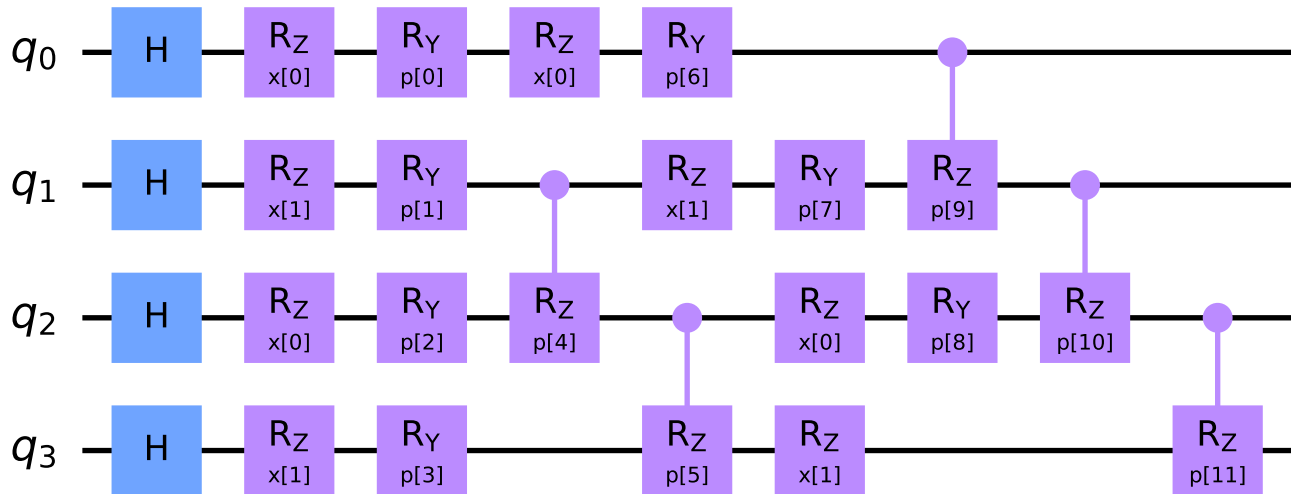 q0 H RZ RY RZ RY
x[0] p[0] x[0] p[6]
q1 H RZ RY RZ RY RZ
x[1] p[1] x[1] p[7] p[9]
q2 H RZ RY RZ RZ RY RZ
x[0] p[2] p[4] x[0] p[8] p[10]
q3 H RZ RY RZ RZ RZ
x[1] p[3] p[5] x[1] p[11]